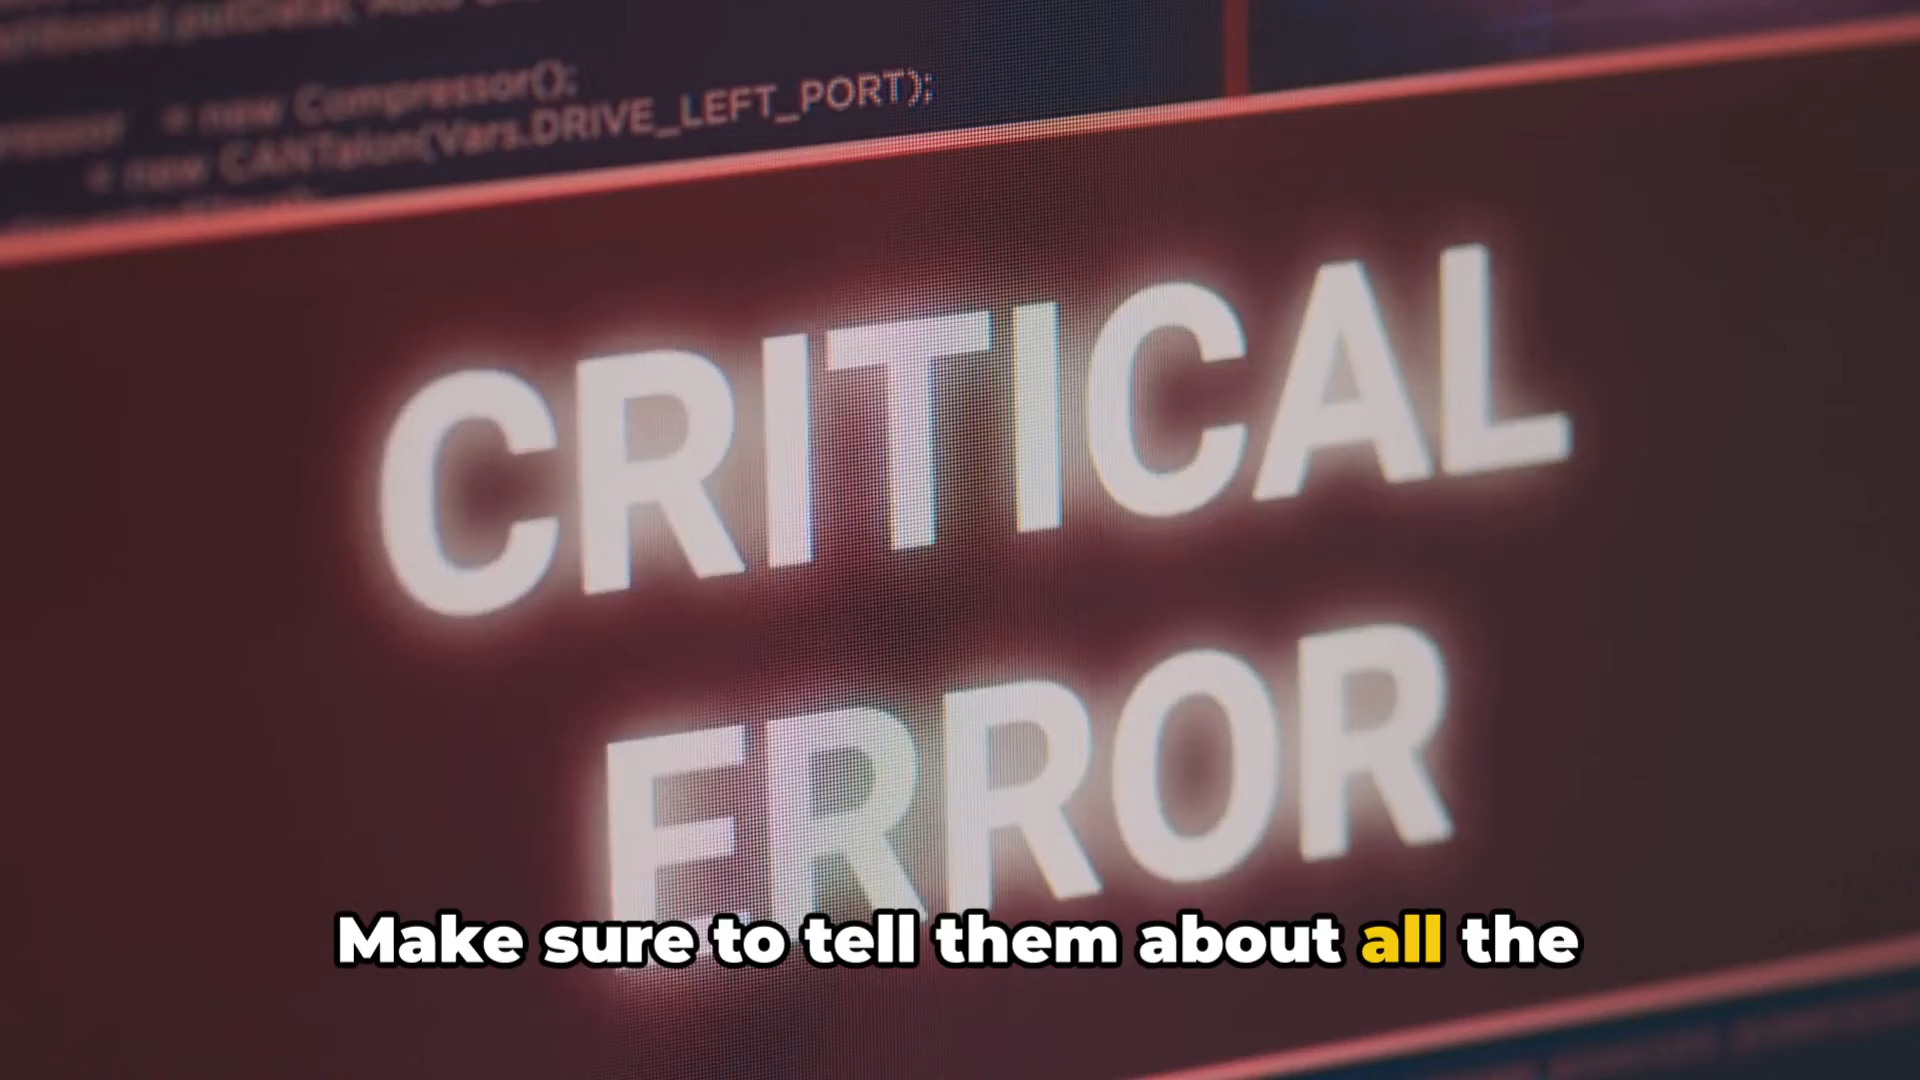 = new Compressor();
= new CANTalon(Vars.DRIVE_LEFT_PORT);
CRITICAL
ERROR
Make sure to tell them about all the